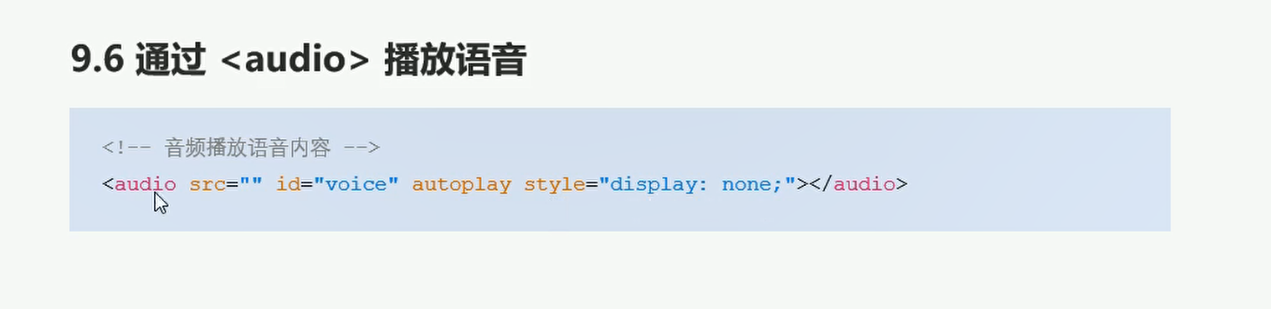 9.6 通过 <audio> 播放语音
<!-- 音频播放语音内容 -->
<audio src="" id="voice" autoplay style="display: none;"></audio>